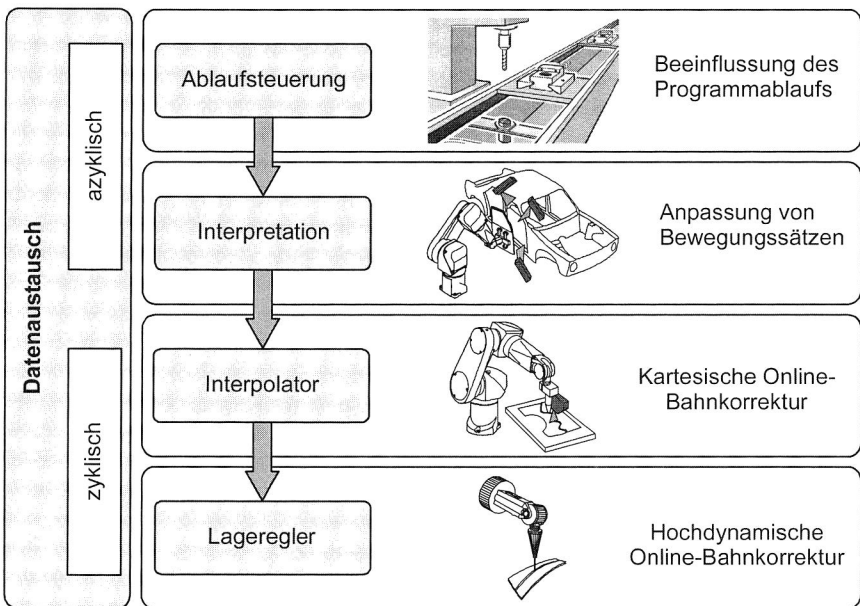 Datenaustausch
azyklisch
zyklisch
Ablaufsteuerung
Beeinflussung des
Programmablaufs
Interpretation
Anpassung von
Bewegungssätzen
Interpolator
Kartesische Online-
Bahnkorrektur
Lageregler
Hochdynamische
Online-Bahnkorrektur